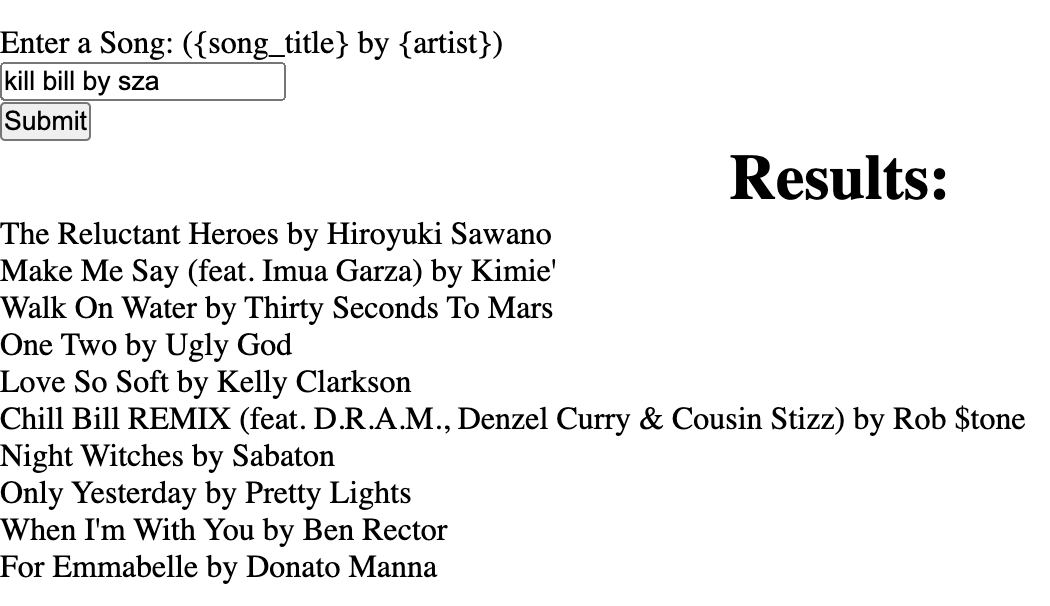 Enter a Song: ({song_title} by {artist})
kill bill by sza
Submit
Results:
The Reluctant Heroes by Hiroyuki Sawano
Make Me Say (feat. Imua Garza) by Kimie'
Walk On Water by Thirty Seconds To Mars
One Two by Ugly God
Love So Soft by Kelly Clarkson
Chill Bill REMIX (feat. D.R.A.M., Denzel Curry & Cousin Stizz) by Rob $tone
Night Witches by Sabaton
Only Yesterday by Pretty Lights
When I'm With You by Ben Rector
For Emmabelle by Donato Manna